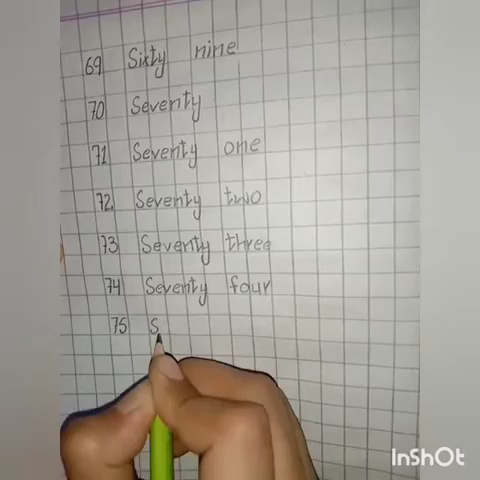 69 Sixty nine
70 Seventy
71 Seventy one
72 Seventy two
73 Seventy three
74 Seventy four
75 S
InShOt